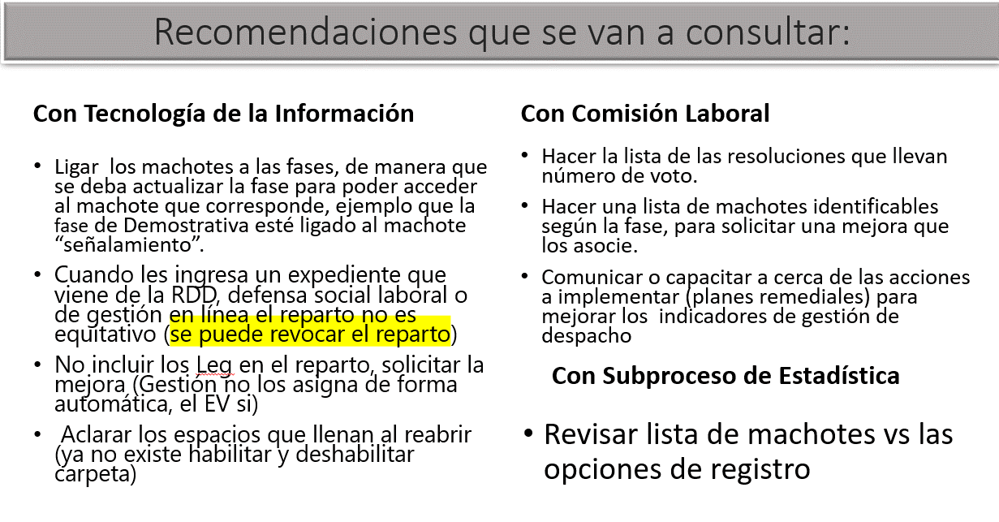 Recomendaciones que se van a consultar:
Con Tecnología de la Información
• Ligar los machotes a las fases, de manera que
se deba actualizar la fase para poder acceder
al machote que corresponde, ejemplo que la
fase de Demostrativa esté ligado al machote
“señalamiento”.
• Cuando les ingresa un expediente que
viene de la RDD, defensa social laboral o
de gestión en línea el reparto no es
equitativo (se puede revocar el reparto)
• No incluir los Leg en el reparto, solicitar la
mejora (Gestión no los asigna de forma
automática, el EV si)
• Aclarar los espacios que llenan al reabrir
(ya no existe habilitar y deshabilitar
carpeta)
Con Comisión Laboral
• Hacer la lista de las resoluciones que llevan
número de voto.
• Hacer una lista de machotes identificables
según la fase, para solicitar una mejora que
los asocie.
• Comunicar o capacitar a cerca de las acciones
a implementar (planes remediales) para
mejorar los indicadores de gestión de
despacho
Con Subproceso de Estadística
• Revisar lista de machotes vs las
opciones de registro